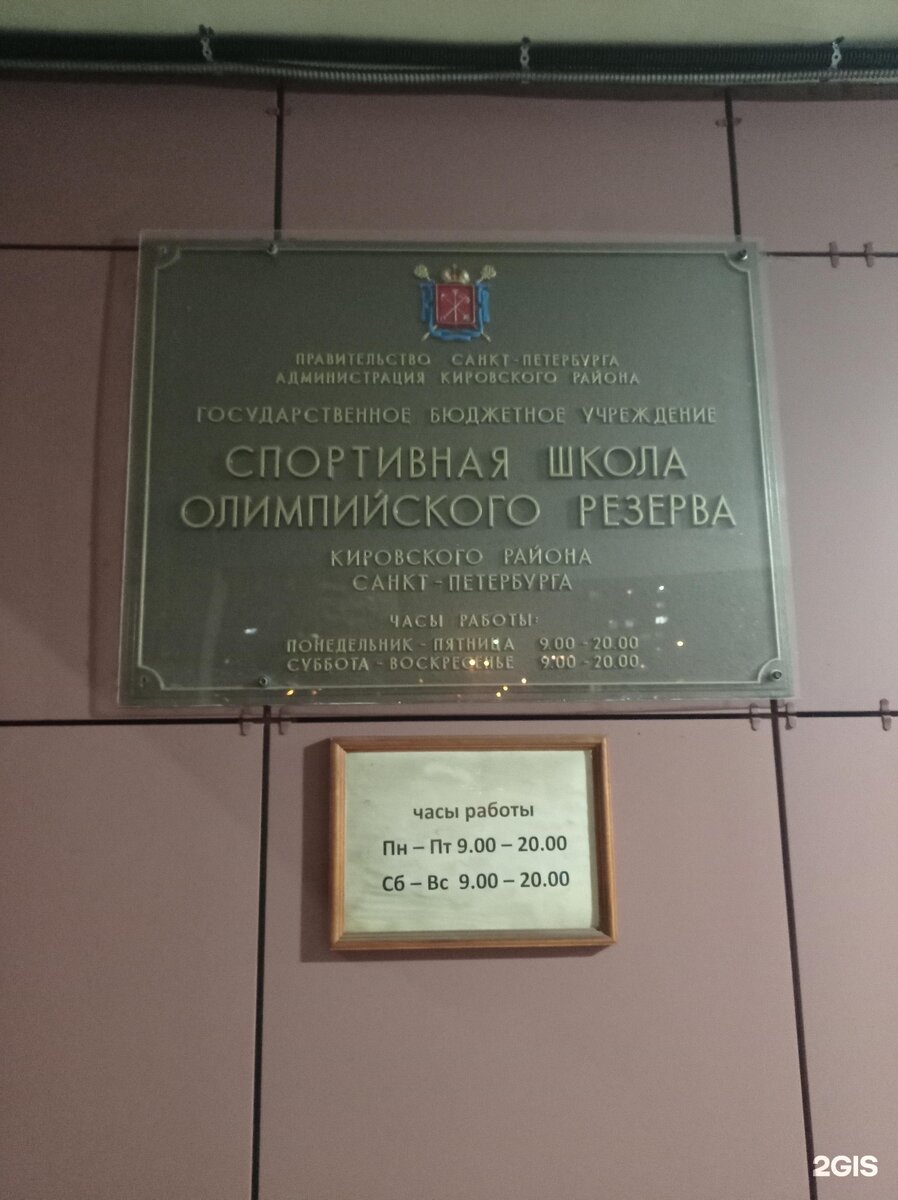 ПРАВИТЕЛЬСТВО САНКТ-ПЕТЕРБУРГА
АДМИНИСТРАЦИЯ КИРОВСКОГО РАЙОНА
ГОСУДАРСТВЕННОЕ БЮДЖЕТНОЕ УЧРЕЖДЕНИЕ
СПОРТИВНАЯ ШКОЛА
ОЛИМПИЙСКОГО РЕЗЕРВА
КИРОВСКОГО РАЙОНА
САНКТ-ПЕТЕРБУРГА
ЧАСЫ РАБОТЫ:
ПОНЕДЕЛЬНИК - ПЯТНИЦА 9.00 - 20.00
СУББОТА - ВОСКРЕСЕНЬЕ 9.00 - 20.00
часы работы
Пн – Пт 9.00 – 20.00
Сб – Вс 9.00 – 20.00
2GIS